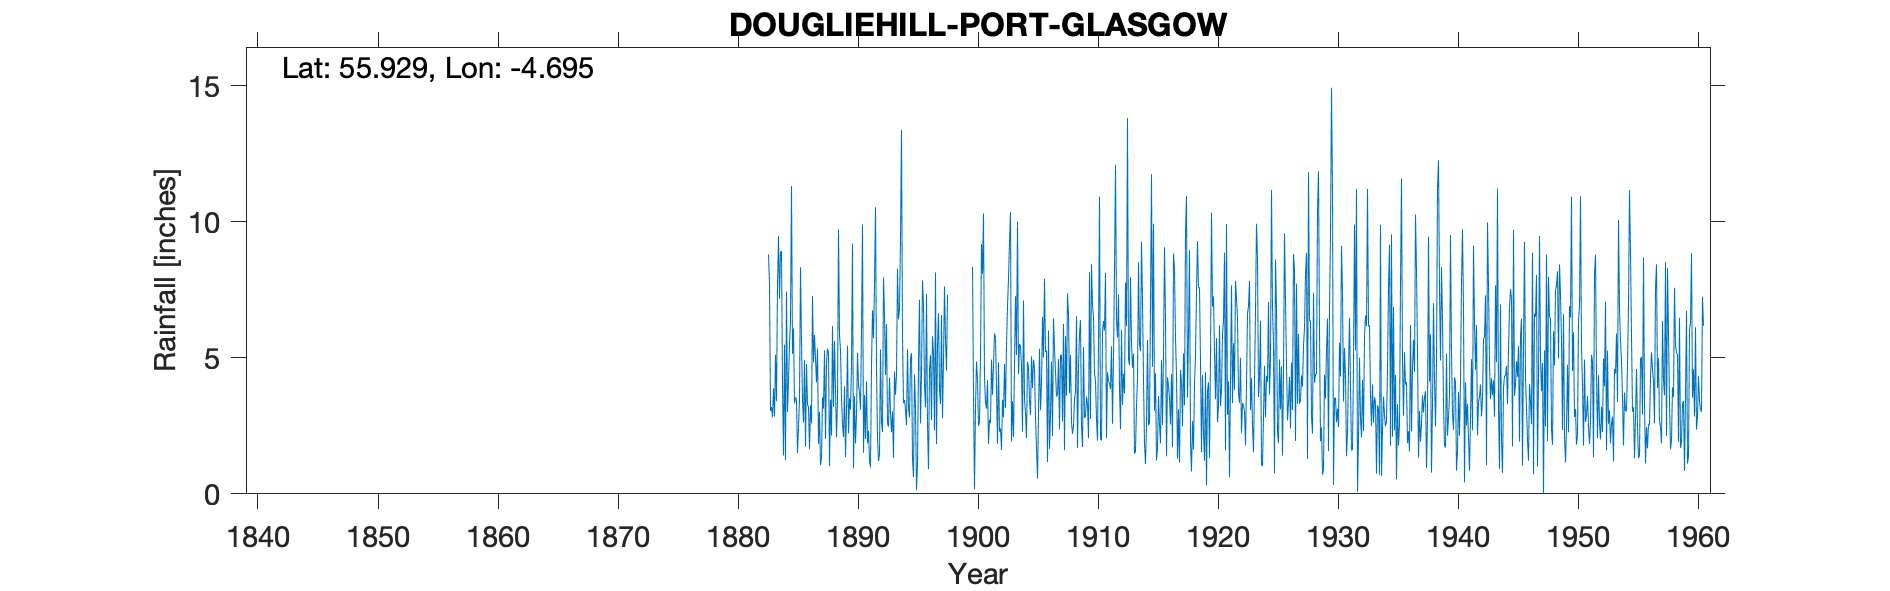 DOUGLIEHILL-PORT-GLASGOW
Lat: 55.929, Lon: -4.695
15
10
5
0
Rainfall [inches]
1840 1850 1860 1870 1880 1890 1900 1910 1920 1930 1940 1950 1960
Year